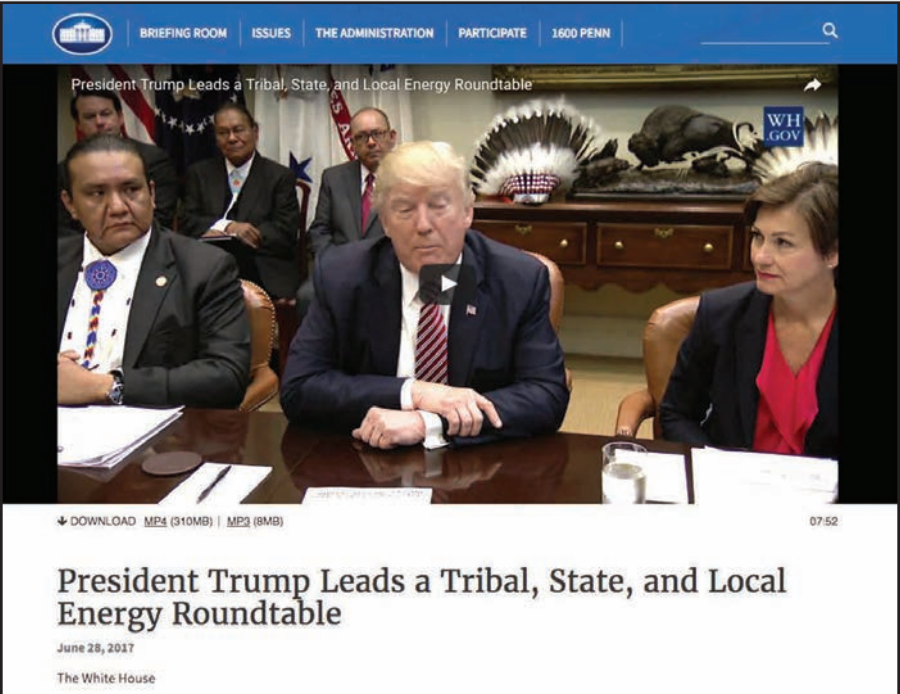 BRIEFING ROOM ISSUES THE ADMINISTRATION PARTICIPATE 1600 PENN
President Trump Leads a Tribal, State, and Local Energy Roundtable
WH
.GOV
DOWNLOAD MP4 (310MB) | MP3 (8MB) 07:52
President Trump Leads a Tribal, State, and Local
Energy Roundtable
June 28, 2017
The White House